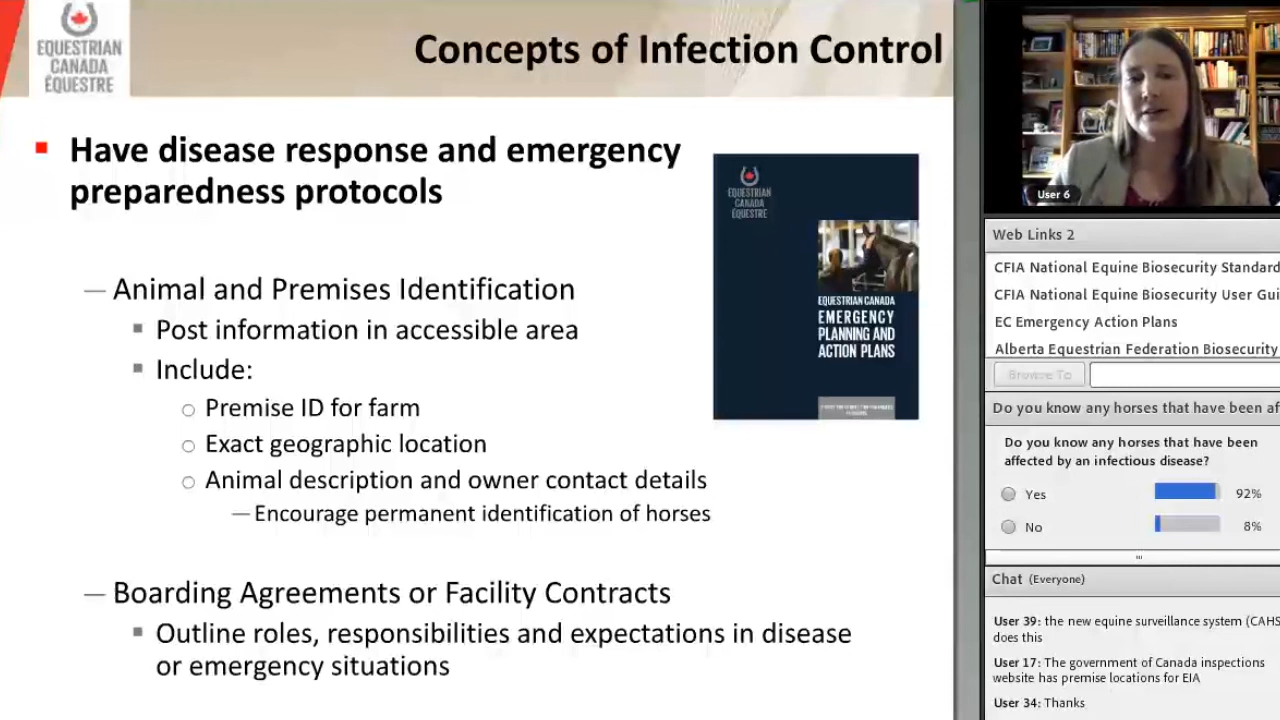 EQUESTRIAN
CANADA
ÉQUESTRE
Concepts of Infection Control
Have disease response and emergency
preparedness protocols
Animal and Premises Identification
Post information in accessible area
Include:
Premise ID for farm
Exact geographic location
Animal description and owner contact details
Encourage permanent identification of horses
Boarding Agreements or Facility Contracts
Outline roles, responsibilities and expectations in disease
or emergency situations
EQUESTRIAN
CANADA
ÉQUESTRE
EQUESTRIAN CANADA
EMERGENCY
PLANNING AND
ACTION PLANS
User 6
Web Links 2
CFIA National Equine Biosecurity Standard
CFIA National Equine Biosecurity User Gui
EC Emergency Action Plans
Alberta Equestrian Federation Biosecurity
Browse To
Do you know any horses that have been af
Do you know any horses that have been
affected by an infectious disease?
Yes 92%
No 8%
Chat (Everyone)
User 39: the new equine surveillance system (CAHS
does this
User 17: The government of Canada inspections
website has premise locations for EIA
User 34: Thanks